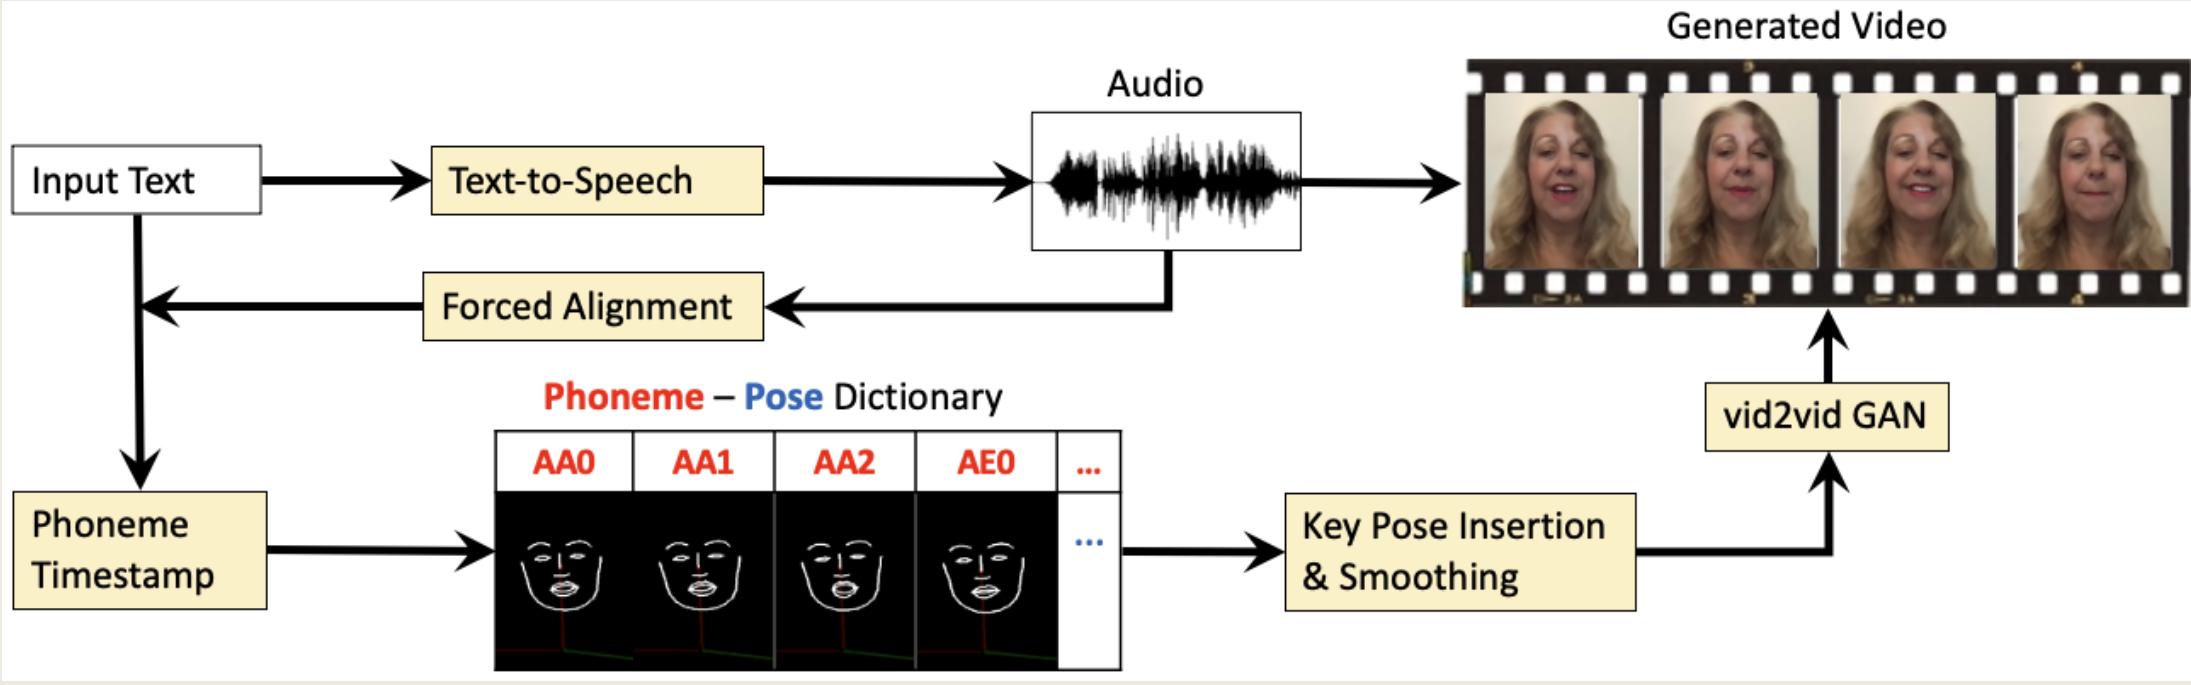 Generated Video
Audio
Input Text
Text-to-Speech
Forced Alignment
Phoneme – Pose Dictionary
AA0 AA1 AA2 AE0 ...
...
vid2vid GAN
Phoneme
Timestamp
Key Pose Insertion
& Smoothing